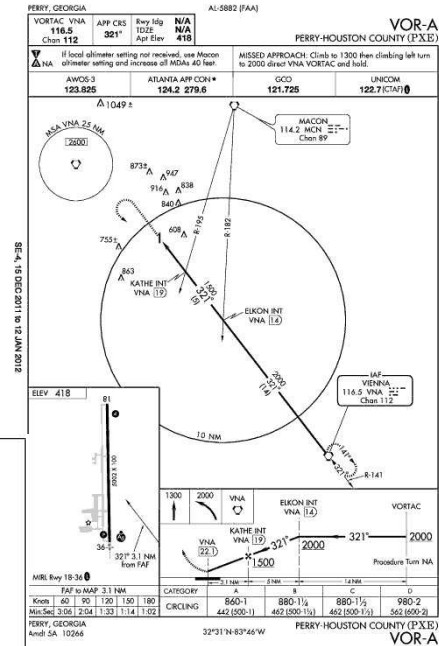 PERRY, GEORGIA
AL-5882 (FAA)
VORTAC VNA
116.5
Chan 112
APP CRS
321°
Rwy ldg N/A
TDZE N/A
Apt Elev 418
VOR-A
PERRY-HOUSTON COUNTY (PXE)
NA
If local altimeter setting not received, use Macon
altimeter setting and increase all MDAs 40 feet.
MISSED APPROACH: Climb to 1300 then climbing left turn
to 2000 direct VNA VORTAC and hold.
AWOS-3
123.825
ATLANTA APP CON
124.2 279.6
GCO
121.725
UNICOM
122.7 (CTAF)
1049 ±
MSA VNA 25 NM
2600
MACON
114.2 MCN
Chan 89
873±
947
916
838
840
755±
608
863
R-195
R-182
KATHE INT
VNA 19
1500
321°
(5)
ELKON INT
VNA 14
2000
321°
(14)
10 NM
IAF
VIENNA
116.5 VNA
Chan 112
141°
321°
R-141
SE-4, 15 DEC 2011 to 12 JAN 2012
ELEV 418
18
5002 X 100
36
321° 3.1 NM
from FAF
MIRL Rwy 18-36
1300
2000
VNA
ELKON INT
VNA 14
VORTAC
KATHE INT
VNA 19
VNA
22.1
321°
2000
321°
2000
1500
Procedure Turn NA
3.1 NM
5 NM
14 NM
FAF to MAP 3.1 NM
Knots 60 90 120 150 180
Min:Sec 3:06 2:04 1:33 1:14 1:02
CATEGORY A B C D
CIRCLING
860-1
442 (500-1)
880-1¼
462 (500-1¼)
880-1½
462 (500-1½)
980-2
562 (600-2)
PERRY, GEORGIA
Amdt 5A 10266
32°31'N-83°46'W
PERRY-HOUSTON COUNTY (PXE)
VOR-A